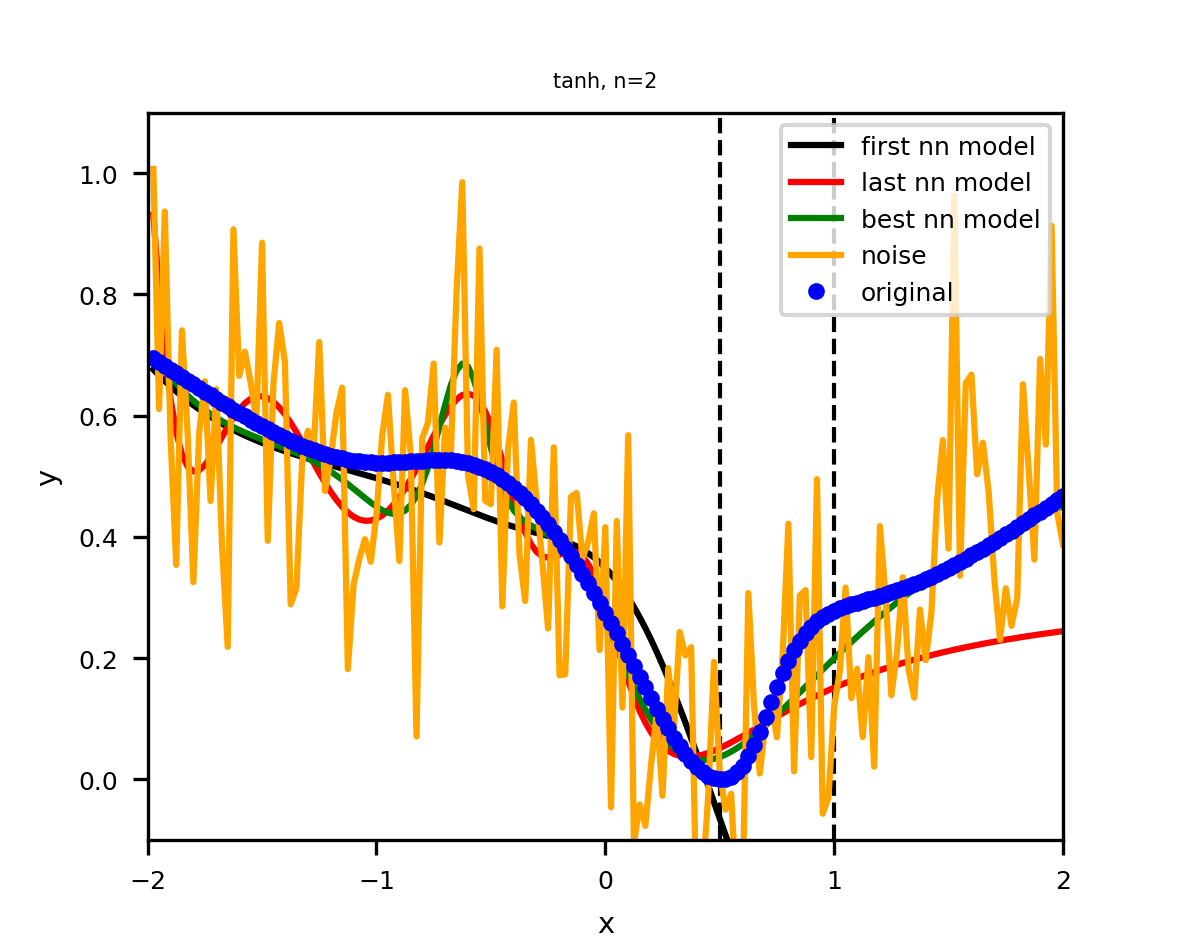 tanh, n=2
first nn model
last nn model
best nn model
noise
original
1.0
0.8
0.6
0.4
0.2
0.0
y
−2
−1
0
1
2
x